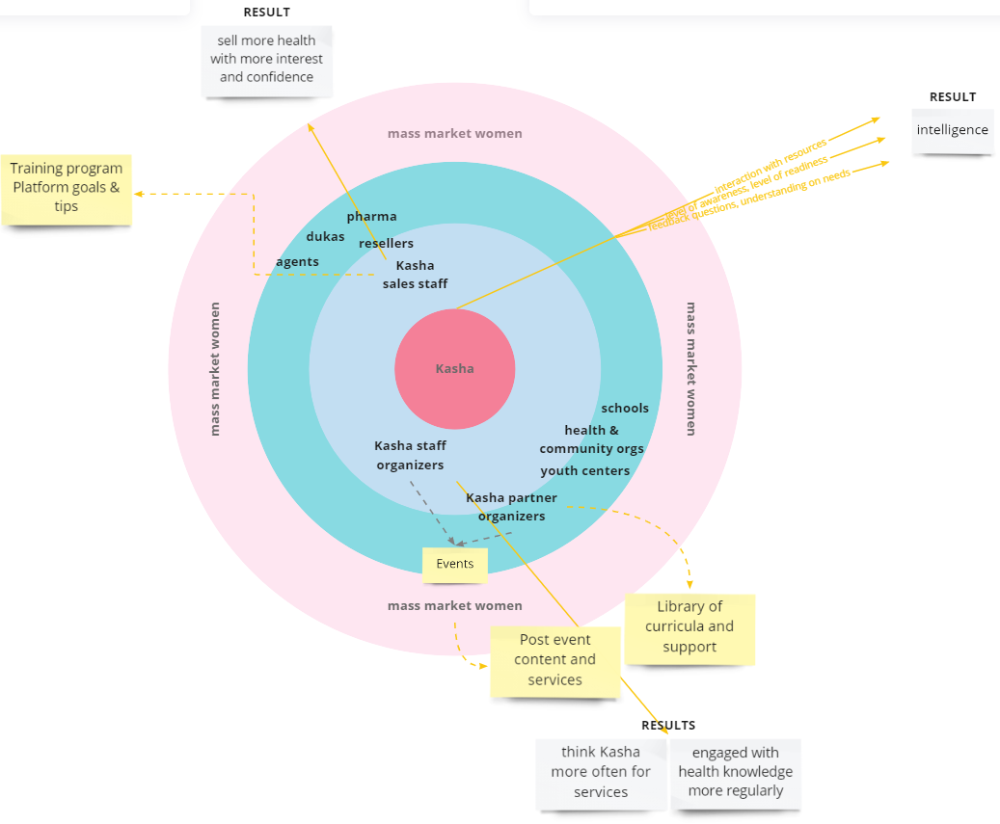 RESULT
sell more health
with more interest
and confidence
RESULT
intelligence
mass market women
interaction with resources
level of awareness, level of readiness
feedback questions, understanding on needs
Training program
Platform goals &
tips
pharma
dukas
resellers
agents
Kasha
sales staff
mass market women
Kasha
mass market women
schools
health &
community orgs
youth centers
Kasha staff
organizers
Kasha partner
organizers
Events
mass market women
Library of
curricula and
support
Post event
content and
services
RESULTS
think Kasha
more often for
services
engaged with
health knowledge
more regularly